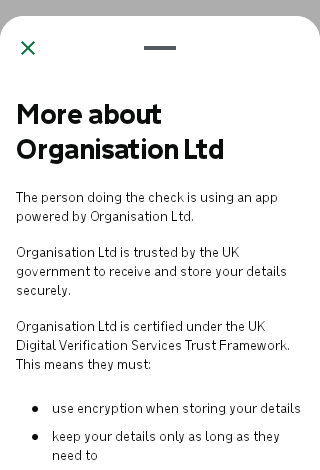 More about
Organisation Ltd
The person doing the check is using an app
powered by Organisation Ltd.
Organisation Ltd is trusted by the UK
government to receive and store your details
securely.
Organisation Ltd is certified under the UK
Digital Verification Services Trust Framework.
This means they must:
● use encryption when storing your details
● keep your details only as long as they
need to